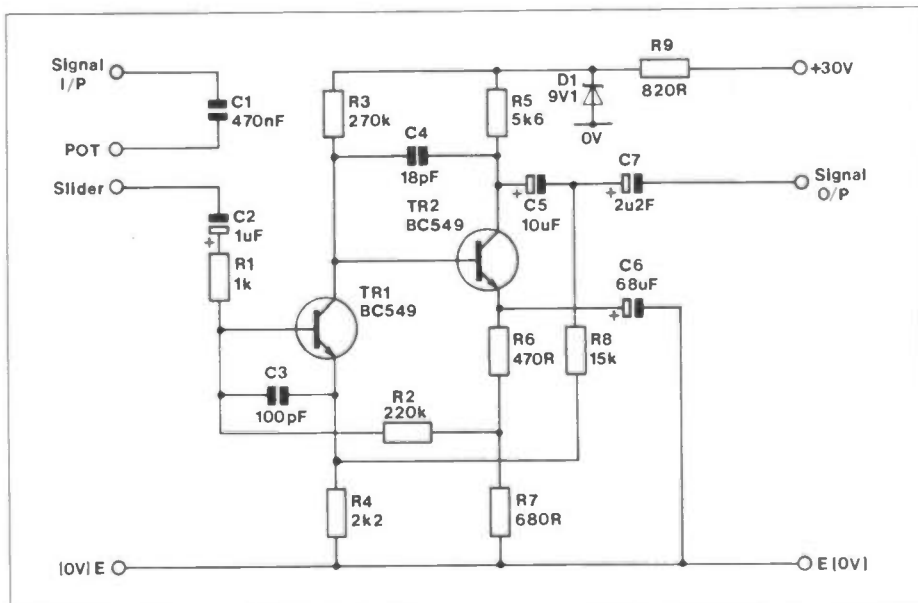 Signal
I/P
C1
470nF
POT
Slider
C2
+
1uF
R1
1k
R3
270k
C4
18pF
R5
5k6
D1
9V1
0V
R9
820R
+30V
TR2
BC549
+
C5
10uF
C7
+
2u2F
Signal
O/P
TR1
BC549
C6
68uF
+
R6
470R
R8
15k
C3
100pF
R2
220k
R4
2k2
R7
680R
(0V) E
E (0V)